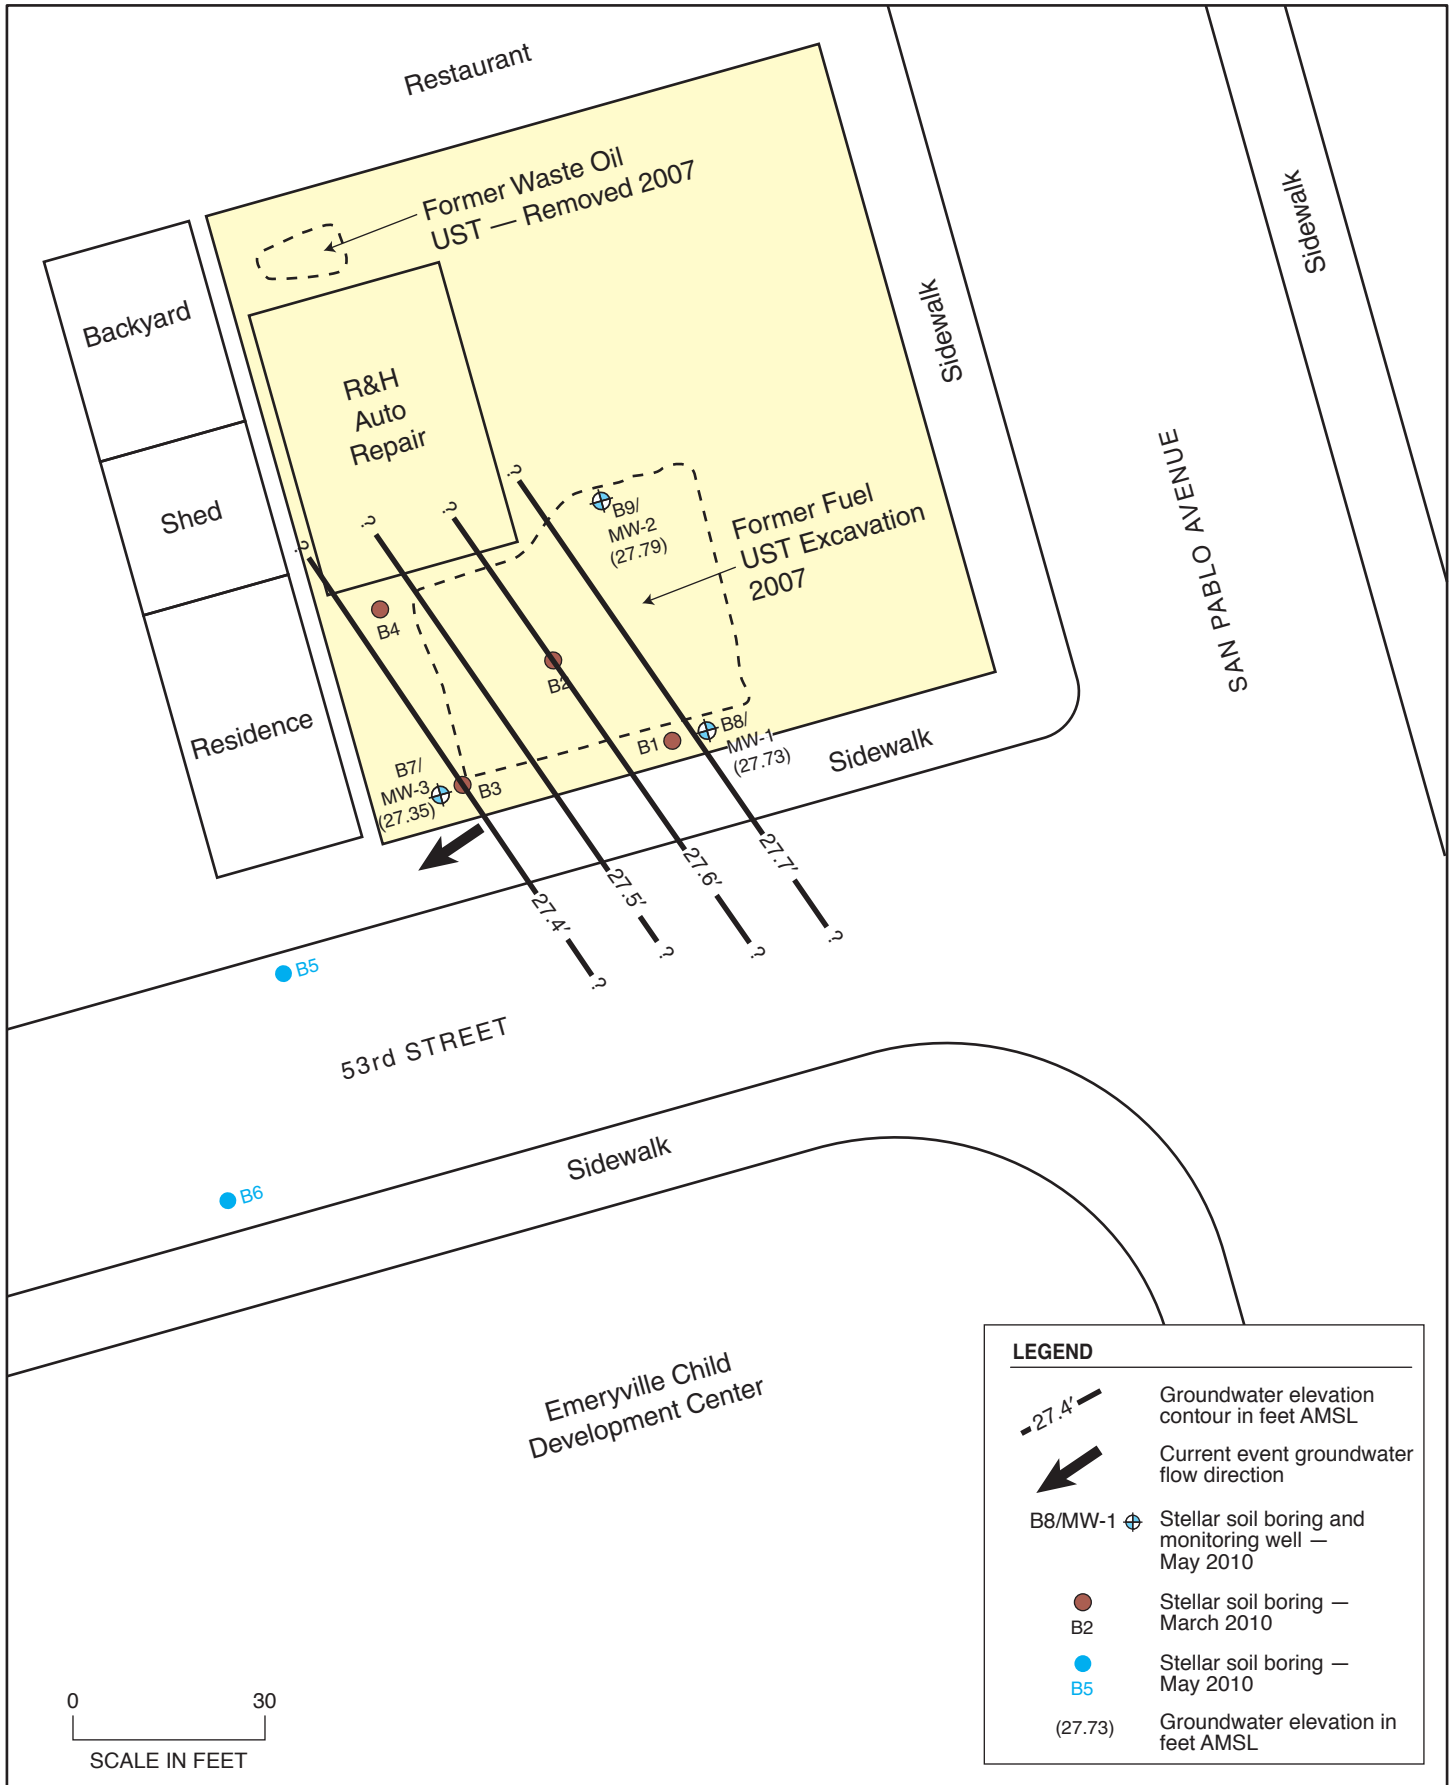 Restaurant
Former Waste Oil
UST — Removed 2007
Backyard
Shed
Residence
R&H
Auto
Repair
Sidewalk
Sidewalk
SAN PABLO AVENUE
?
?
?
?
B9/
MW-2
(27.79)
Former Fuel
UST Excavation
2007
B4
B2
B1
B8/
MW-1
(27.73)
Sidewalk
B7/
MW-3
(27.35)
B3
27.4'
27.5'
27.6'
27.7'
?
?
?
?
B5
53rd STREET
B6
Sidewalk
Emeryville Child
Development Center
LEGEND
27.4'
Groundwater elevation
contour in feet AMSL
Current event groundwater
flow direction
B8/MW-1
Stellar soil boring and
monitoring well —
May 2010
B2
Stellar soil boring —
March 2010
B5
Stellar soil boring —
May 2010
(27.73)
Groundwater elevation in
feet AMSL
0 30
SCALE IN FEET